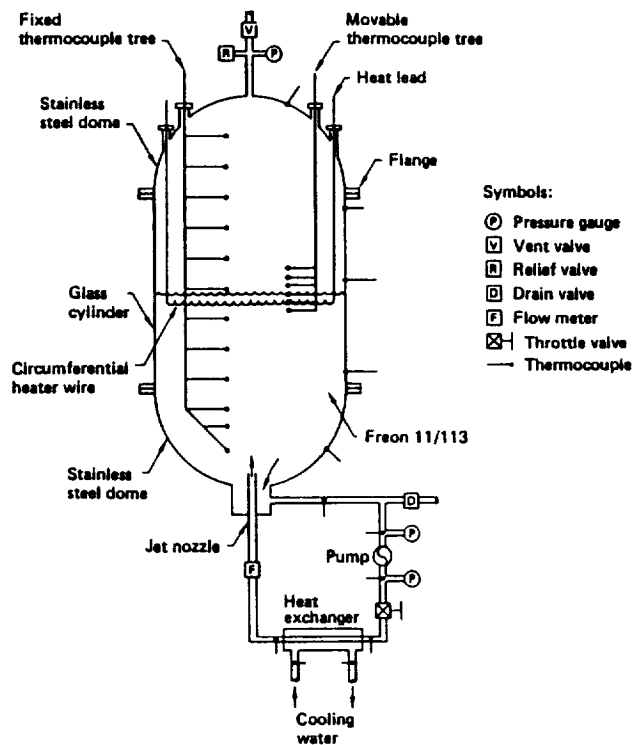 Fixed
thermocouple tree
V
R
P
Movable
thermocouple tree
Heat lead
Stainless
steel dome
Flange
Glass
cylinder
Circumferential
heater wire
Freon 11/113
Stainless
steel dome
Jet nozzle
D
P
Pump
P
F
Heat
exchanger
Cooling
water
Symbols:
P Pressure gauge
V Vent valve
R Relief valve
D Drain valve
F Flow meter
Throttle valve
Thermocouple